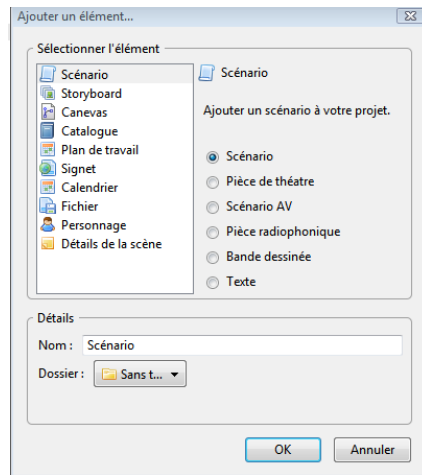 Ajouter un élément...
Sélectionner l'élément
Scénario
Storyboard
Canevas
Catalogue
Plan de travail
Signet
Calendrier
Fichier
Personnage
Détails de la scène
Scénario
Ajouter un scénario à votre projet.
Scénario
Pièce de théatre
Scénario AV
Pièce radiophonique
Bande dessinée
Texte
Détails
Nom : Scénario
Dossier : Sans t...
OK Annuler